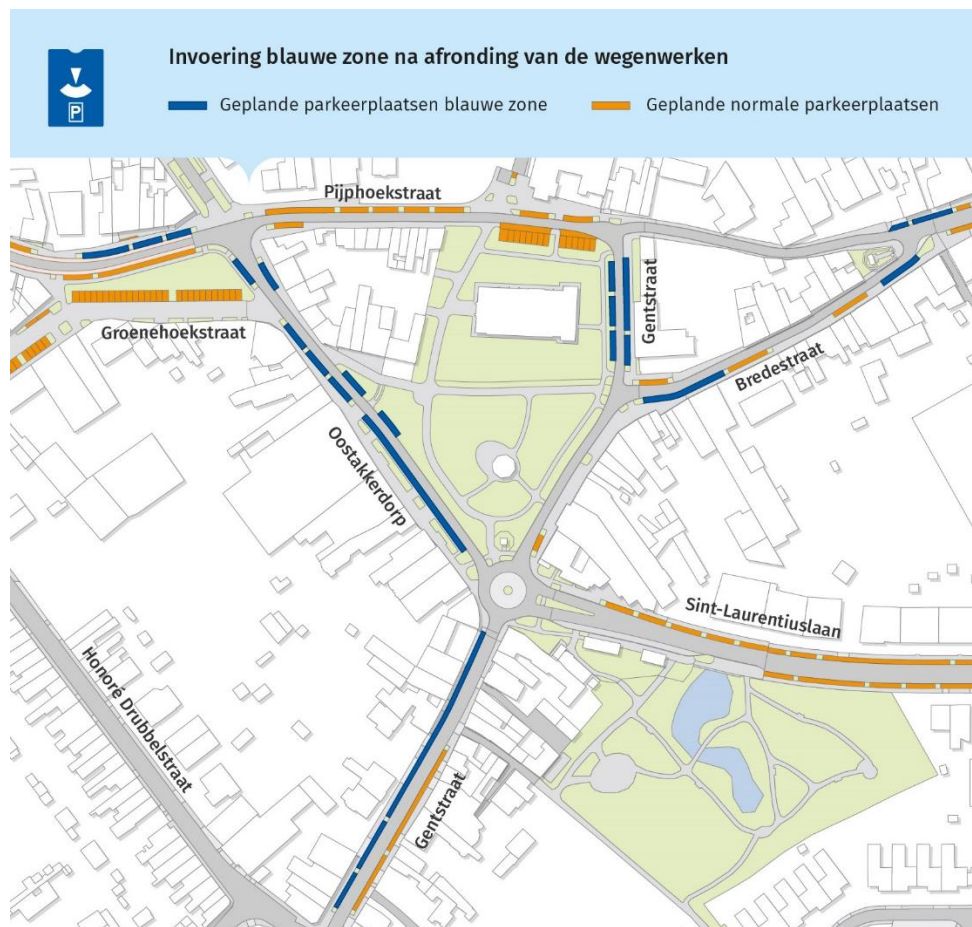 Invoering blauwe zone na afronding van de wegenwerken
P
Geplande parkeerplaatsen blauwe zone
Geplande normale parkeerplaatsen
Pijphoekstraat
Gentstraat
Groenehoekstraat
Bredestraat
Oostakkerdorp
Sint-Laurentiuslaan
Honoré Drubbelstraat
Gentstraat